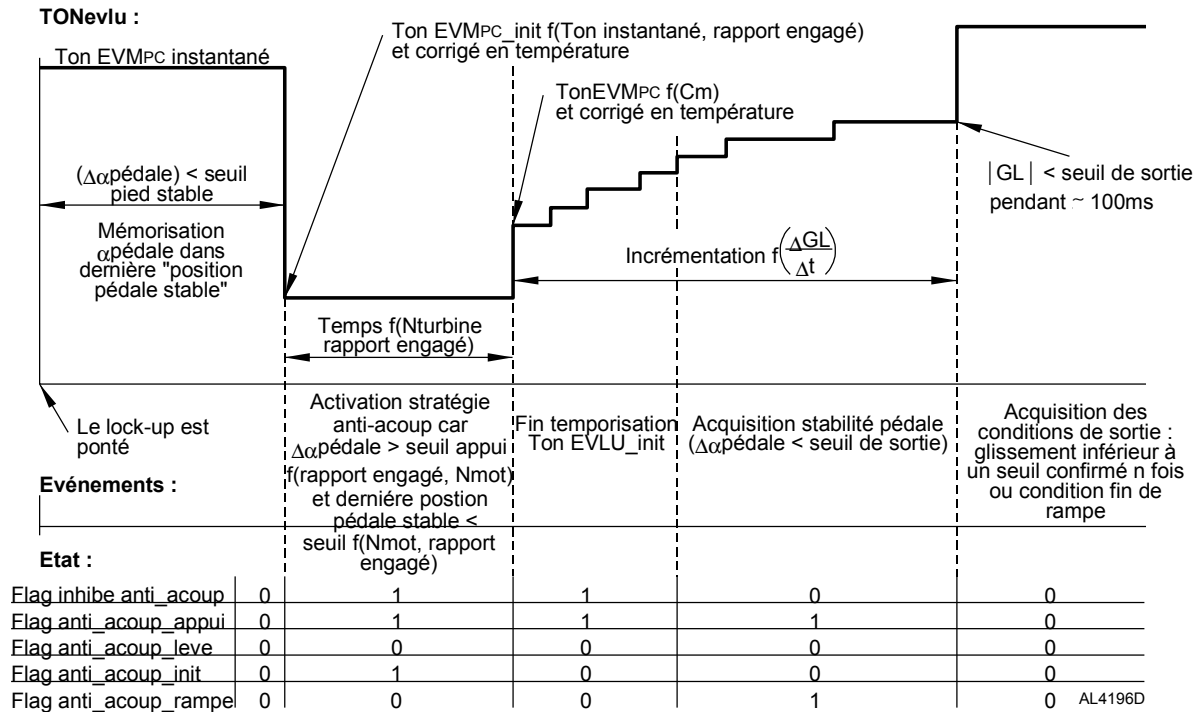 TONevlu :
Ton EVMPC instantané
Ton EVMPC_init f(Ton instantané, rapport engagé)
et corrigé en température
TonEVMPC f(Cm)
et corrigé en température
(Δαpédale) < seuil
pied stable
Mémorisation
αpédale dans
dernière "position
pédale stable"
|GL| < seuil de sortie
pendant ~ 100ms
Incrémentation f(ΔGL/Δt)
Temps f(Nturbine
rapport engagé)
Le lock-up est
ponté
Activation stratégie
anti-acoup car
Δαpédale > seuil appui
f(rapport engagé, Nmot)
et derniére postion
pédale stable <
seuil f(Nmot, rapport
engagé)
Fin temporisation
Ton EVLU_init
Acquisition stabilité pédale
(Δαpédale < seuil de sortie)
Acquisition des
conditions de sortie :
glissement inférieur à
un seuil confirmé n fois
ou condition fin de
rampe
Evénements :
Etat :
Flag inhibe anti_acoup 0 1 1 0 0
Flag anti_acoup_appui 0 1 1 1 0
Flag anti_acoup_leve 0 0 0 0 0
Flag anti_acoup_init 0 1 0 0 0
Flag anti_acoup_rampe 0 0 0 1 0
AL4196D